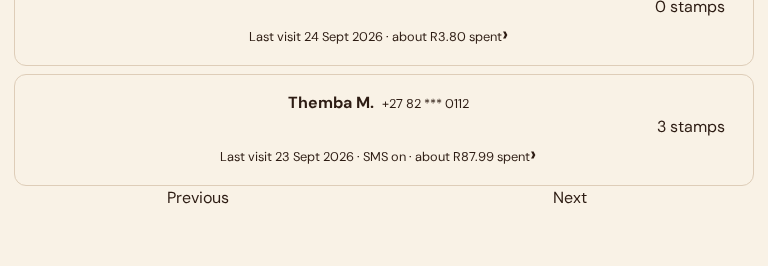 0 stamps
Last visit 24 Sept 2026 · about R3.80 spent›
Themba M. +27 82 *** 0112
3 stamps
Last visit 23 Sept 2026 · SMS on · about R87.99 spent›
Previous Next